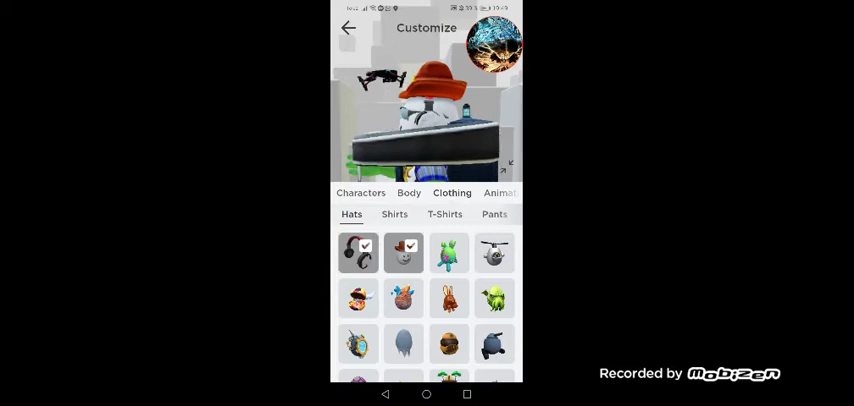 Customize
Characters Body Clothing Animat
Hats Shirts T-Shirts Pants
Recorded by mobizen